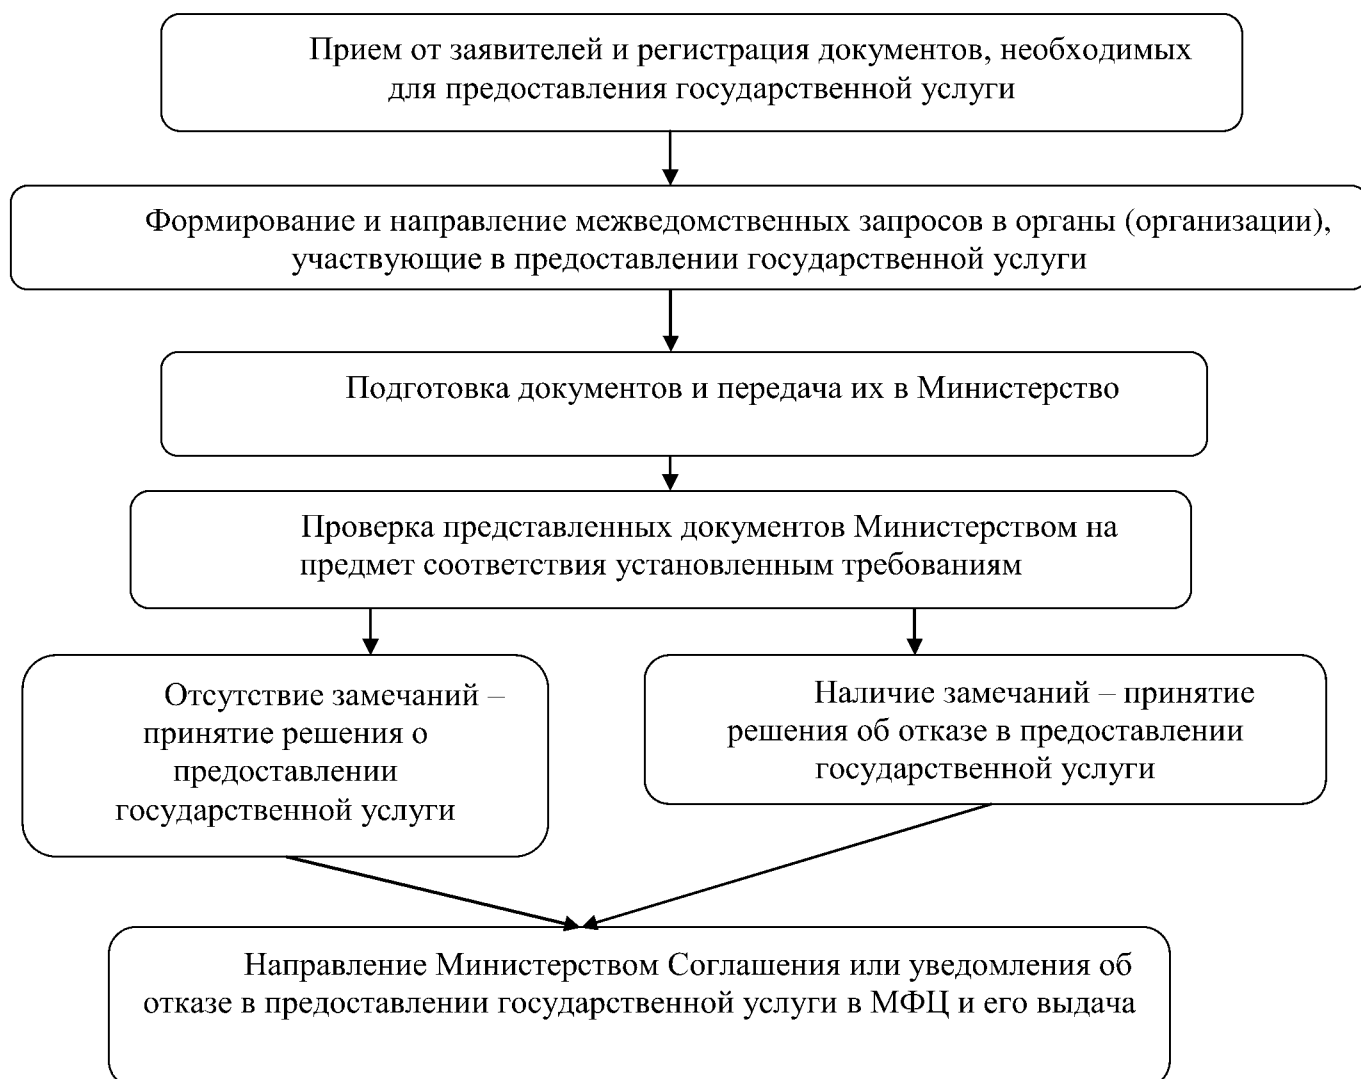 Прием от заявителей и регистрация документов, необходимых
для предоставления государственной услуги
Формирование и направление межведомственных запросов в органы (организации),
участвующие в предоставлении государственной услуги
Подготовка документов и передача их в Министерство
Проверка представленных документов Министерством на
предмет соответствия установленным требованиям
Отсутствие замечаний –
принятие решения о
предоставлении
государственной услуги
Наличие замечаний – принятие
решения об отказе в предоставлении
государственной услуги
Направление Министерством Соглашения или уведомления об
отказе в предоставлении государственной услуги в МФЦ и его выдача